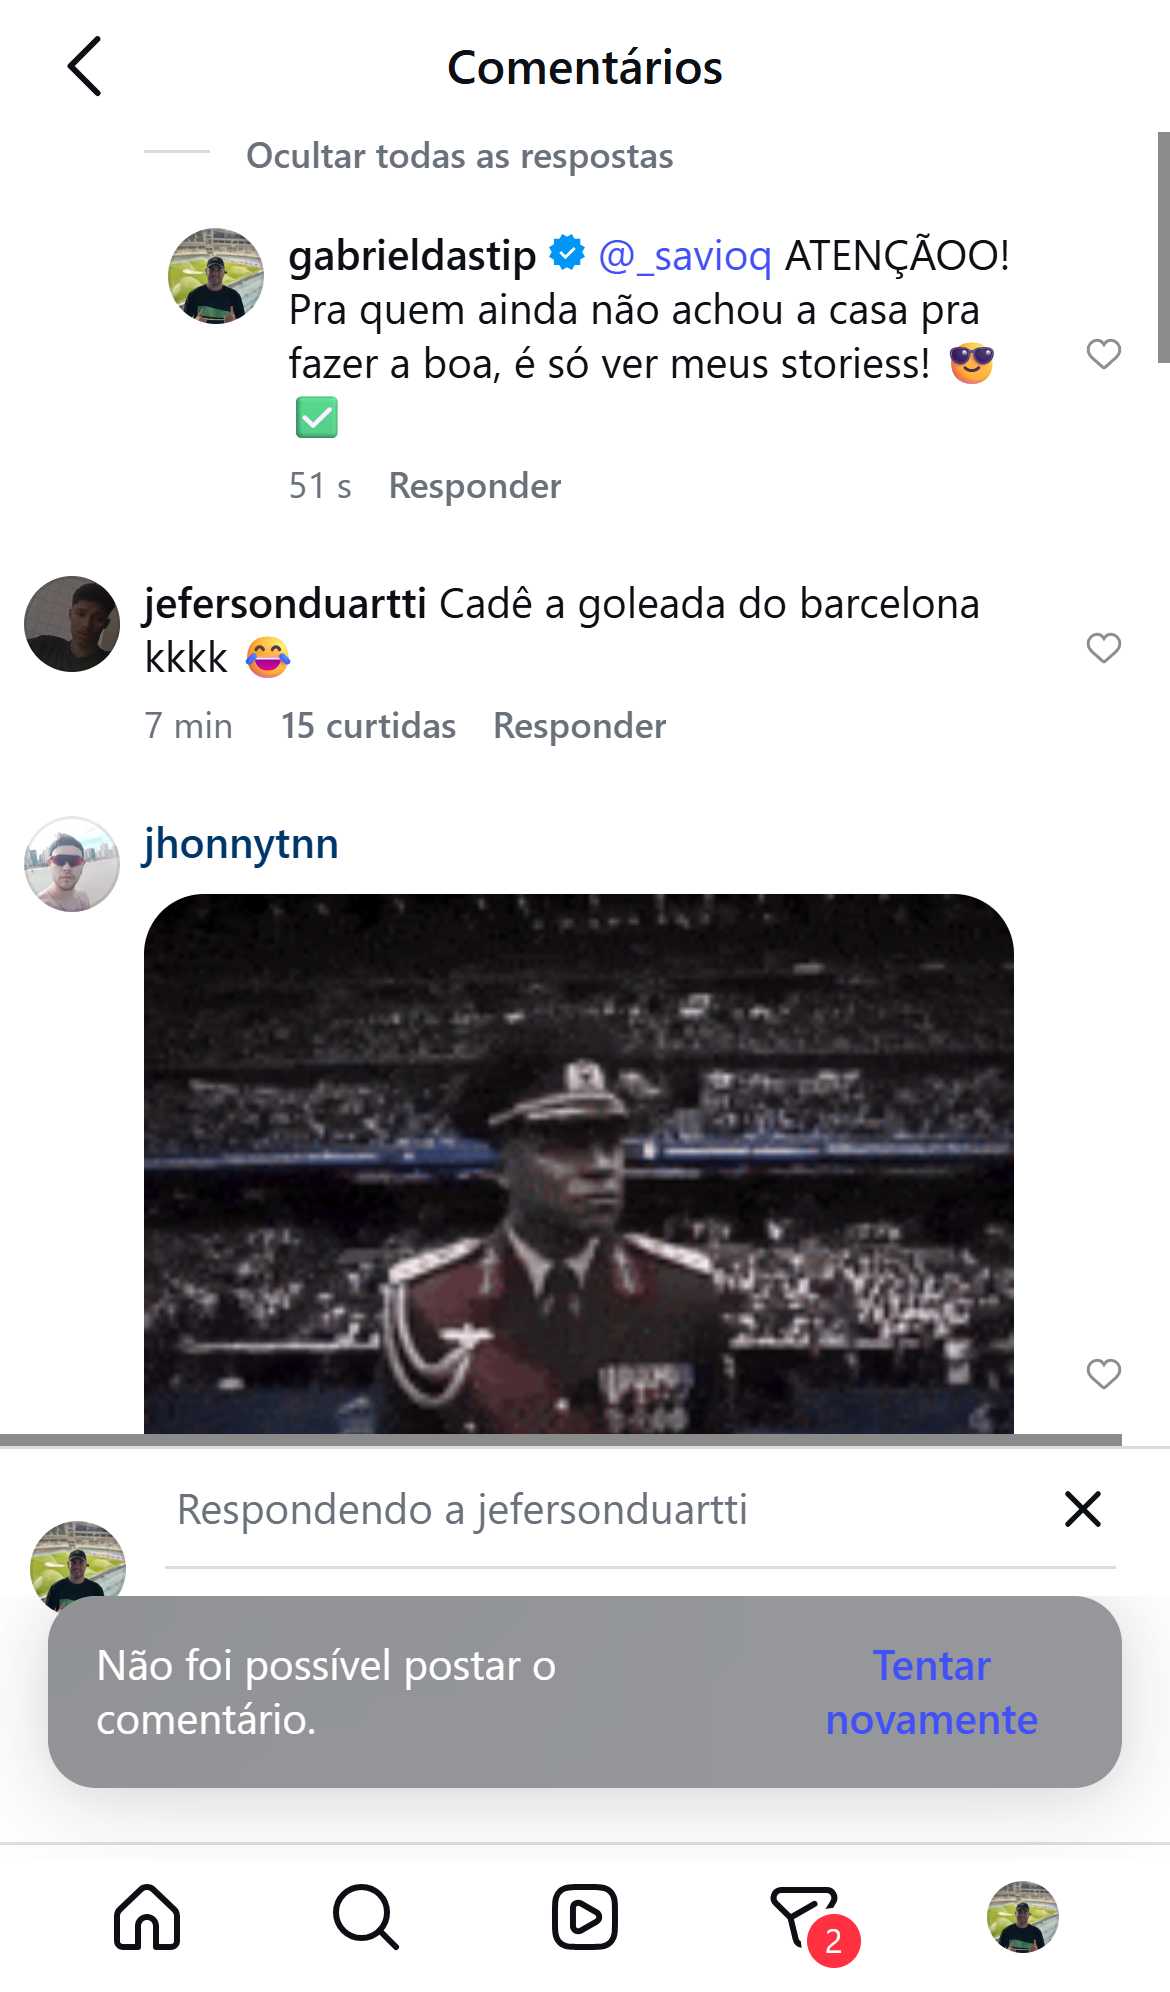 Comentários
Ocultar todas as respostas
gabrieldastip @_savioq ATENÇÃOO!
Pra quem ainda não achou a casa pra
fazer a boa, é só ver meus storiess! 😎
✅
51 s Responder
jefersonduartti Cadê a goleada do barcelona
kkkk 😂
7 min 15 curtidas Responder
jhonnytnn
Respondendo a jefersonduartti
Não foi possível postar o
comentário.
Tentar
novamente
2